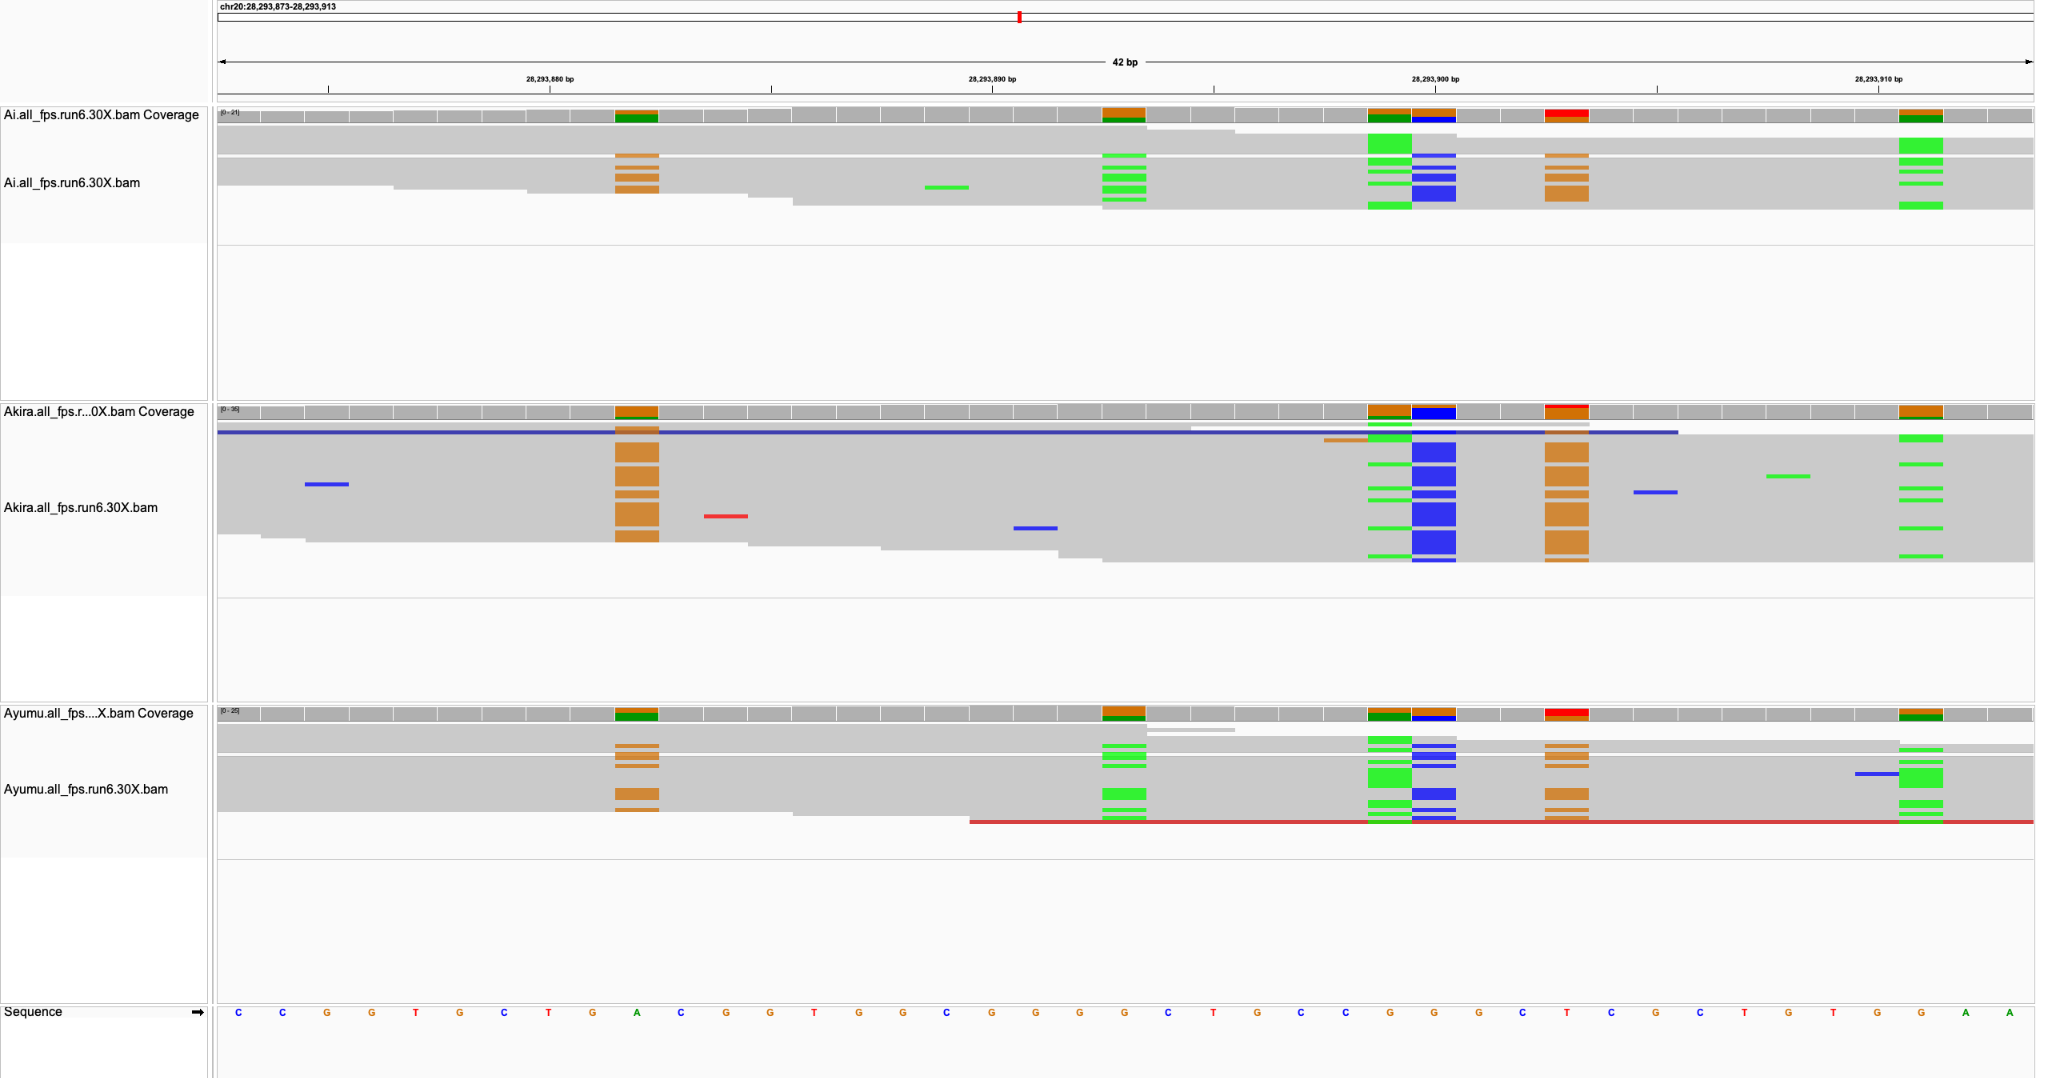 chr20:28,293,873-28,293,913
42 bp
28,293,880 bp 28,293,890 bp 28,293,900 bp 28,293,910 bp
Ai.all_fps.run6.30X.bam Coverage
[0 - 21]
Ai.all_fps.run6.30X.bam
Akira.all_fps.r...0X.bam Coverage
[0 - 35]
Akira.all_fps.run6.30X.bam
Ayumu.all_fps....X.bam Coverage
[0 - 25]
Ayumu.all_fps.run6.30X.bam
Sequence C C G G T G C T G A C G G T G G C G G G G C T G C C G G G C T C G C T G T G G A A